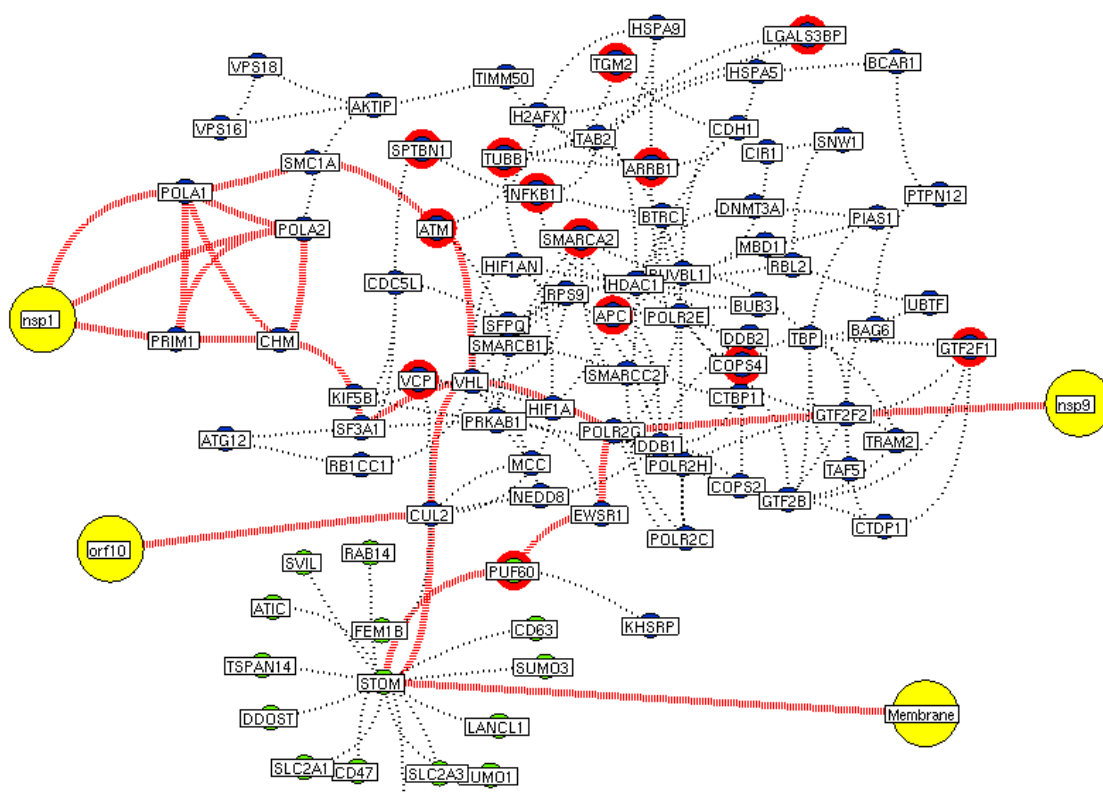 HSPA9
LGALS3BP
VPS18
TGM2
BCAR1
TIMM50
HSPA5
AKTIP
H2AFX
VPS16
TAB2
CDH1
SNW1
SPTBN1
TUBB
CIR1
SMC1A
ARRB1
POLA1
NFKB1
PTPN12
DNMT3A
BTRC
PIAS1
POLA2
ATM
SMARCA2
MBD1
HIF1AN
RBL2
RUVBL1
CDC5L
HDAC1
RPS9
BUB3
UBTF
nsp1
APC
POLR2E
SFPQ
BAG6
PRIM1
CHM
DDB2
TBP
SMARCB1
GTF2F1
COPS4
VCP
VHL
SMARCC2
KIF5B
CTBP1
nsp9
HIF1A
GTF2F2
PRKAB1
SF3A1
POLR2G
ATG12
DDB1
TRAM2
RB1CC1
MCC
POLR2H
TAF5
COPS2
NEDD8
GTF2B
CUL2
EWSR1
CTDP1
POLR2C
orf10
RAB14
SVIL
PUF60
ATIC
FEM1B
CD63
KHSRP
TSPAN14
SUMO3
STOM
DDOST
Membrane
LANCL1
SLC2A1
CD47
SLC2A3
UMO1